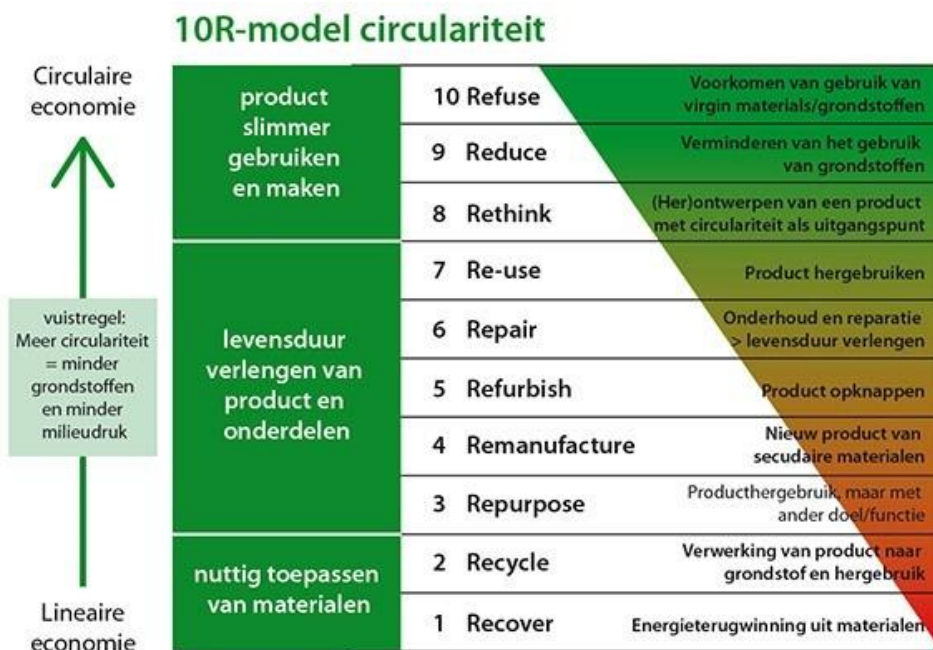 10R-model circulariteit
Circulaire
economie
vuistregel:
Meer circulariteit
= minder
grondstoffen
en minder
milieudruk
Lineaire
economie
product
slimmer
gebruiken
en maken
levensduur
verlengen van
product en
onderdelen
nuttig toepassen
van materialen
10 Refuse
Voorkomen van gebruik van
virgin materials/grondstoffen
9 Reduce
Verminderen van het gebruik
van grondstoffen
8 Rethink
(Her)ontwerpen van een product
met circulariteit als uitgangspunt
7 Re-use
Product hergebruiken
6 Repair
Onderhoud en reparatie
> levensduur verlengen
5 Refurbish
Product opknappen
4 Remanufacture
Nieuw product van
secudaire materialen
3 Repurpose
Producthergebruik, maar met
ander doel/functie
2 Recycle
Verwerking van product naar
grondstof en hergebruik
1 Recover
Energieterugwinning uit materialen